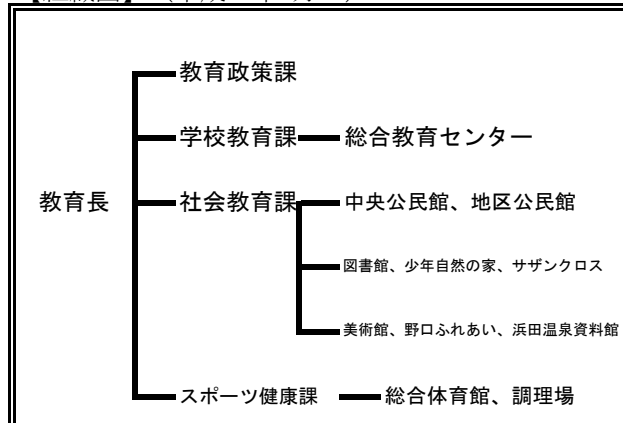 教育政策課
学校教育課 総合教育センター
教育長 社会教育課 中央公民館、地区公民館
図書館、少年自然の家、サザンクロス
美術館、野口ふれあい、浜田温泉資料館
スポーツ健康課 総合体育館、調理場